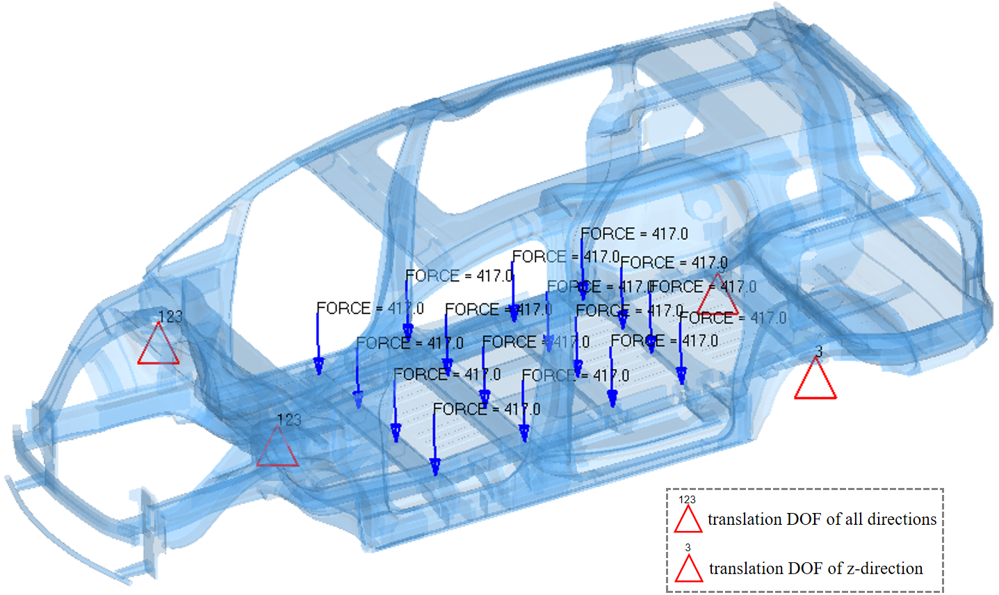 FORCE = 417.0
FORCE = 417.0
FORCE = 417.0
FORCE = 417.0
FORCE = 417.0
FORCE = 417.0
FORCE = 417.0
FORCE = 417.0
FORCE = 417.0
123
FORCE = 417.0
FORCE = 417.0
FORCE = 417.0
FORCE = 417.0
3
FORCE = 417.0
FORCE = 417.0
FORCE = 417.0
123
123
translation DOF of all directions
3
translation DOF of z-direction